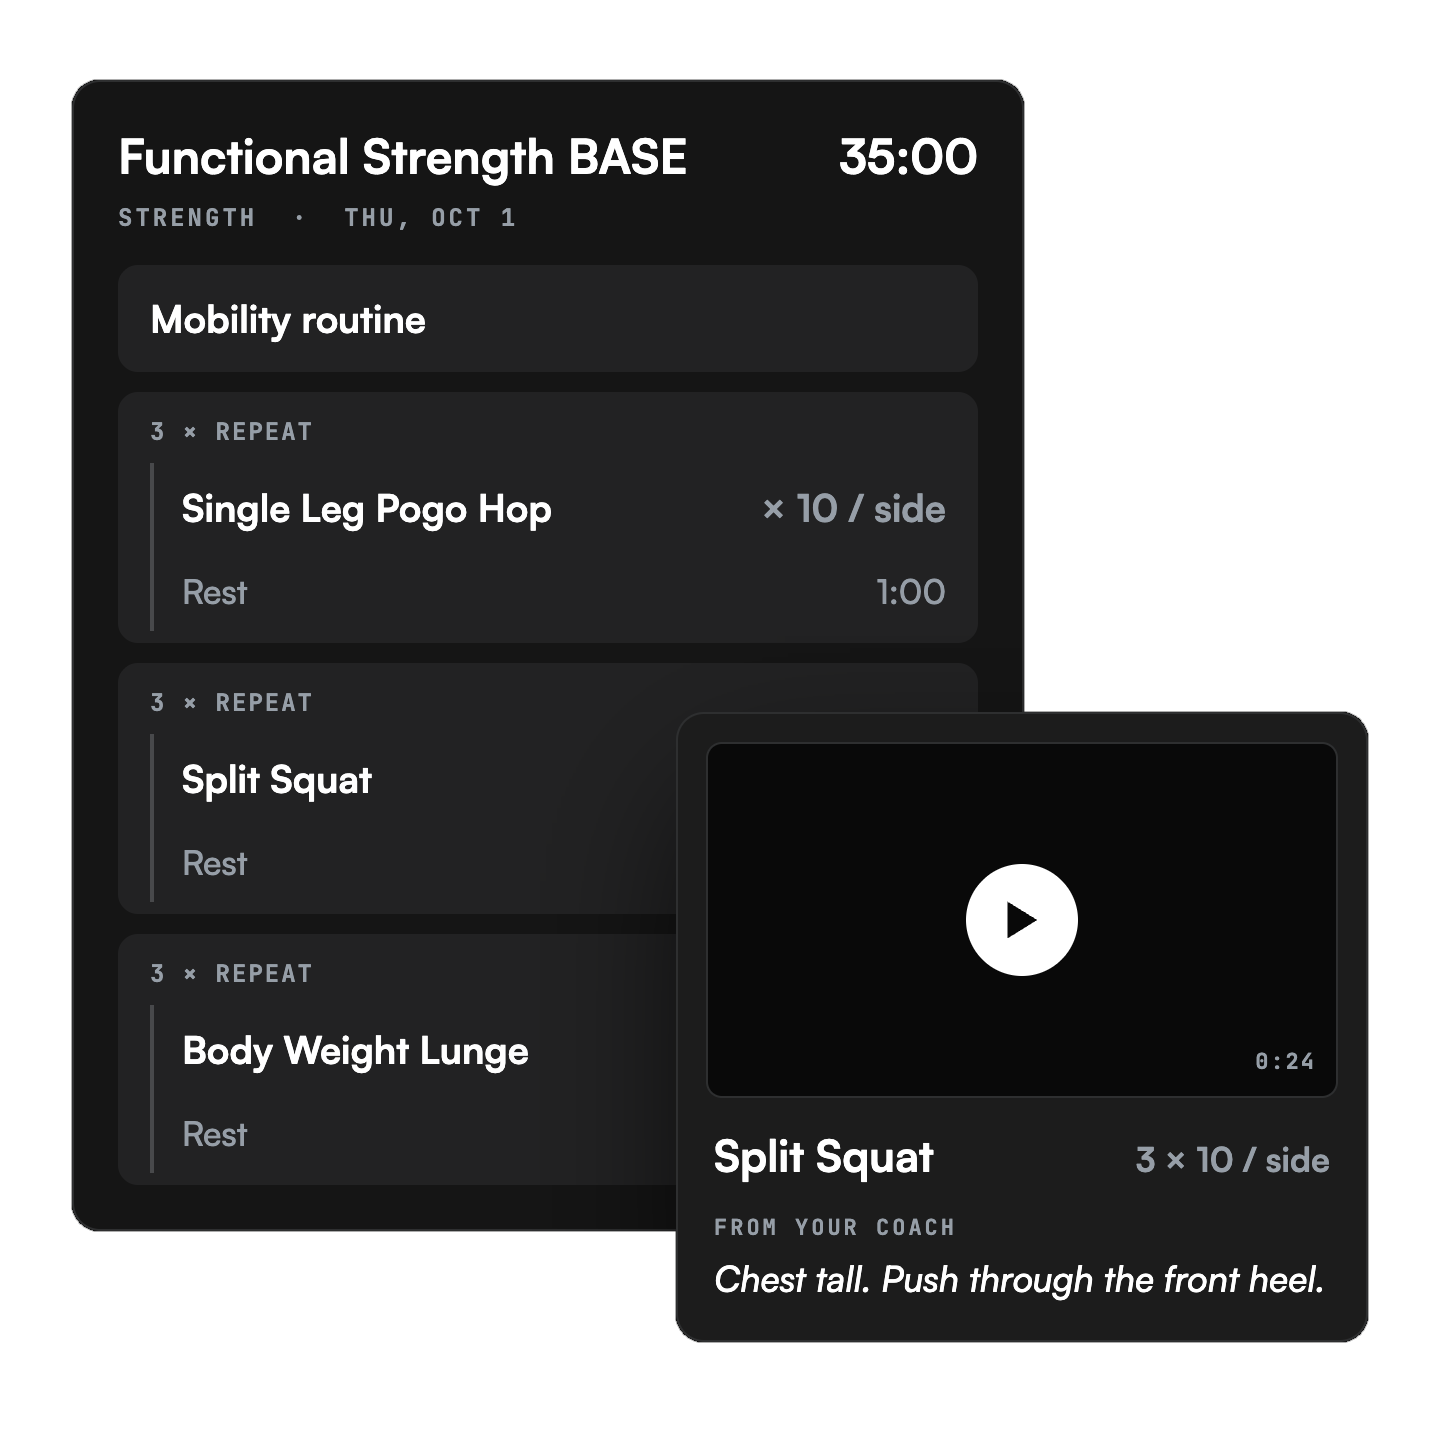 Functional Strength BASE 35:00
STRENGTH · THU, OCT 1
Mobility routine
3 × REPEAT
Single Leg Pogo Hop × 10 / side
Rest 1:00
3 × REPEAT
Split Squat
Rest
3 × REPEAT
Body Weight Lunge
Rest
0:24
Split Squat 3 × 10 / side
FROM YOUR COACH
Chest tall. Push through the front heel.